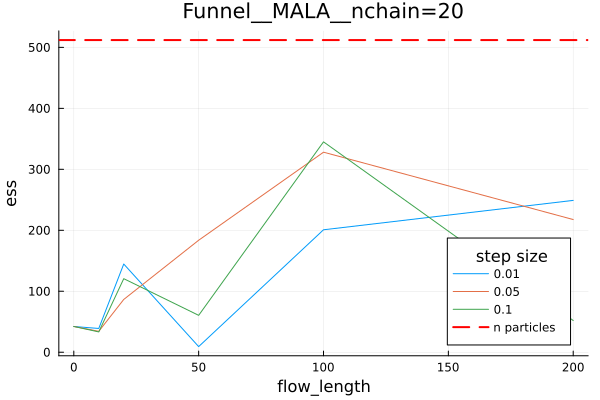 Funnel__MALA__nchain=20
ess
500
400
300
200
100
0
step size
0.01
0.05
0.1
n particles
0 50 100 150 200
flow_length